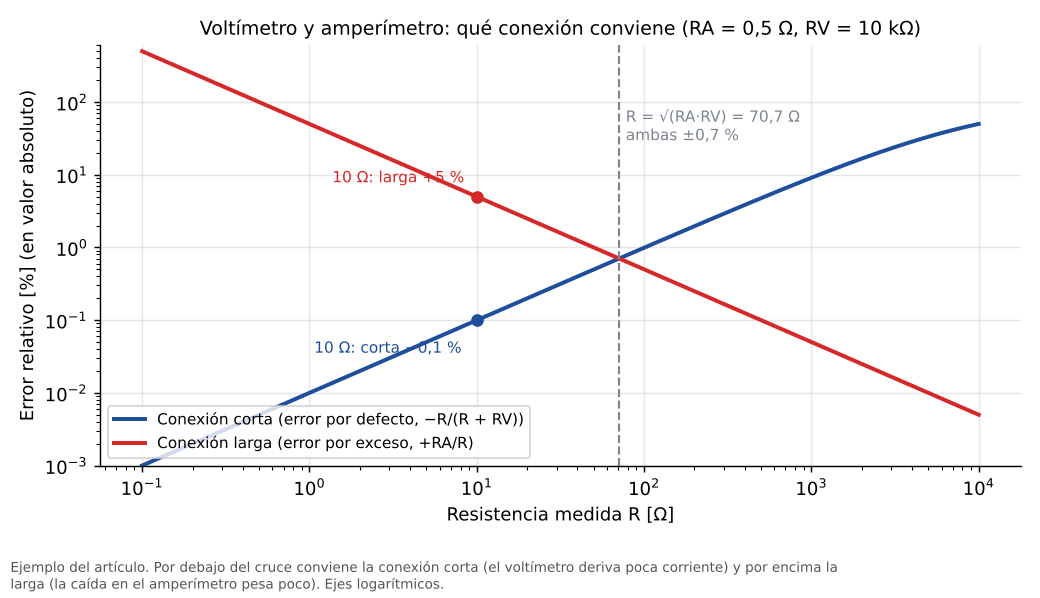 Voltímetro y amperímetro: qué conexión conviene (RA = 0,5 Ω, RV = 10 kΩ)
Error relativo [%] (en valor absoluto)
10²
10¹
10⁰
10⁻¹
10⁻²
10⁻³
R = √(RA·RV) = 70,7 Ω
ambas ±0,7 %
10 Ω: larga +5 %
10 Ω: corta −0,1 %
Conexión corta (error por defecto, −R/(R + RV))
Conexión larga (error por exceso, +RA/R)
10⁻¹ 10⁰ 10¹ 10² 10³ 10⁴
Resistencia medida R [Ω]
Ejemplo del artículo. Por debajo del cruce conviene la conexión corta (el voltímetro deriva poca corriente) y por encima la
larga (la caída en el amperímetro pesa poco). Ejes logarítmicos.